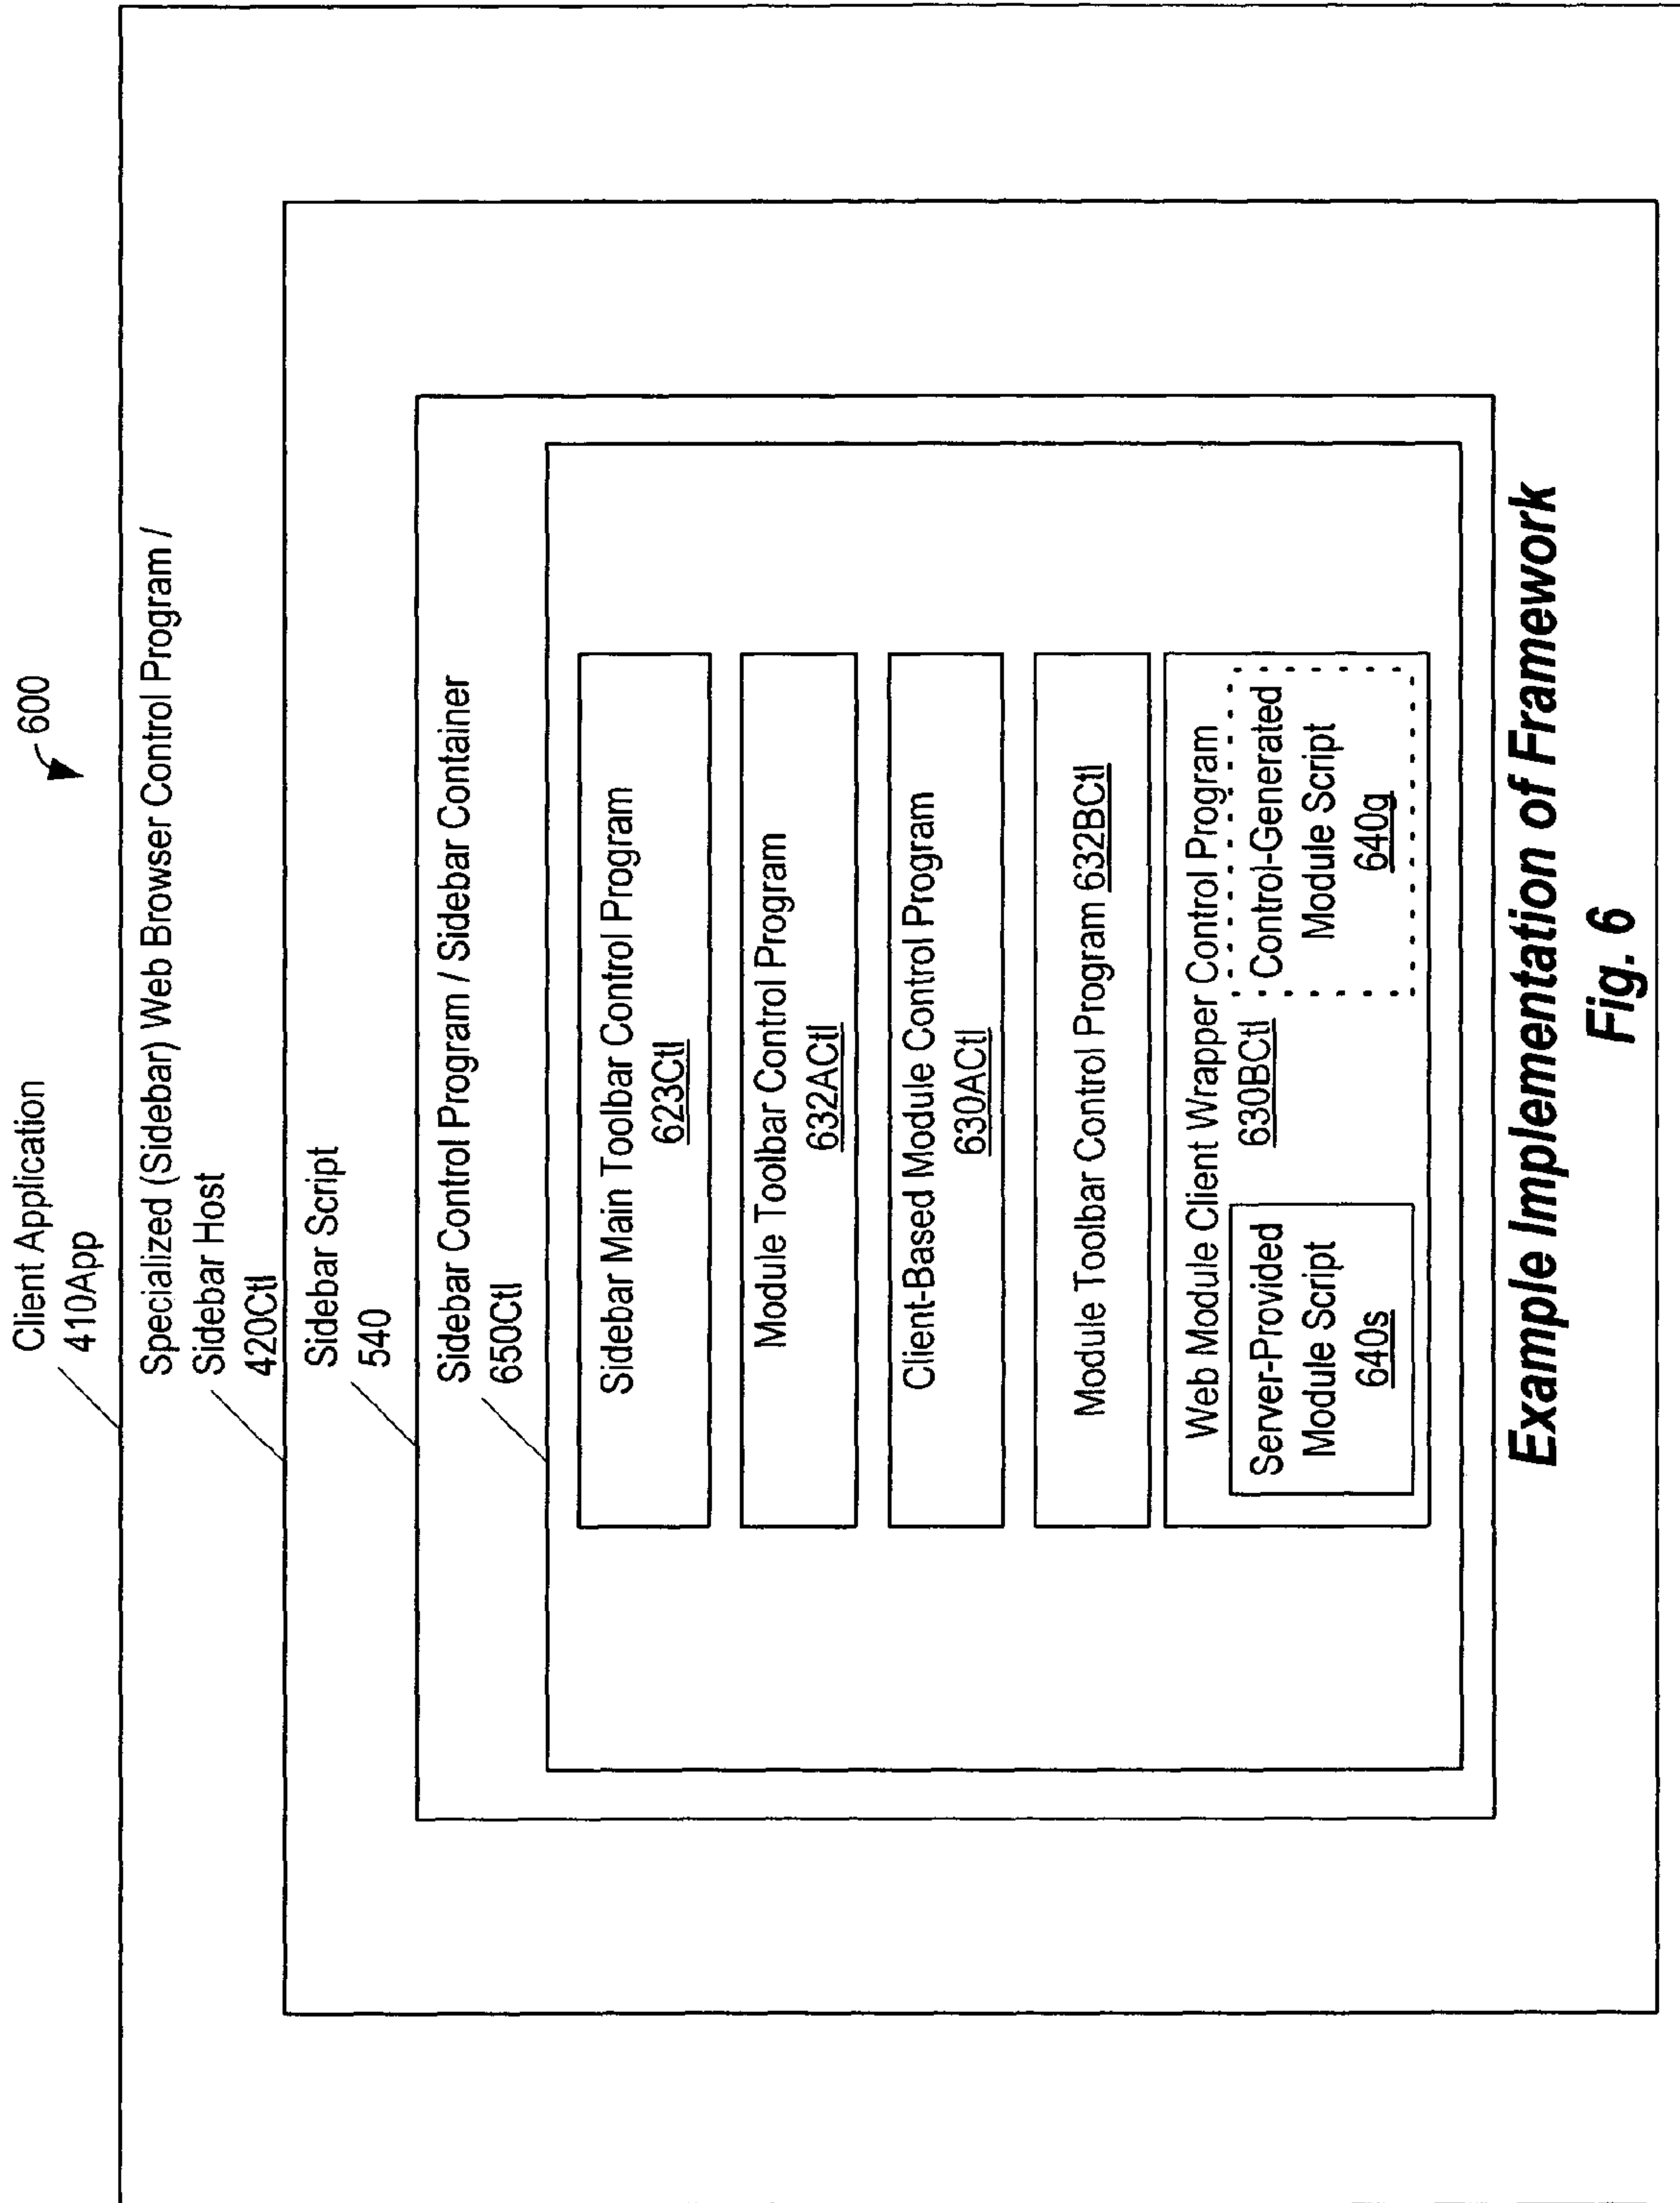 Client Application
410App
600
Specialized (Sidebar) Web Browser Control Program /
Sidebar Host
420Ctl
Sidebar Script
540
Sidebar Control Program / Sidebar Container
650Ctl
Sidebar Main Toolbar Control Program
623Ctl
Module Toolbar Control Program
632ACtl
Client-Based Module Control Program
630ACtl
Module Toolbar Control Program 632BCtl
Web Module Client Wrapper Control Program
630BCtl
Server-Provided
Module Script
640s
Control-Generated
Module Script
640g
Example Implementation of Framework
Fig. 6